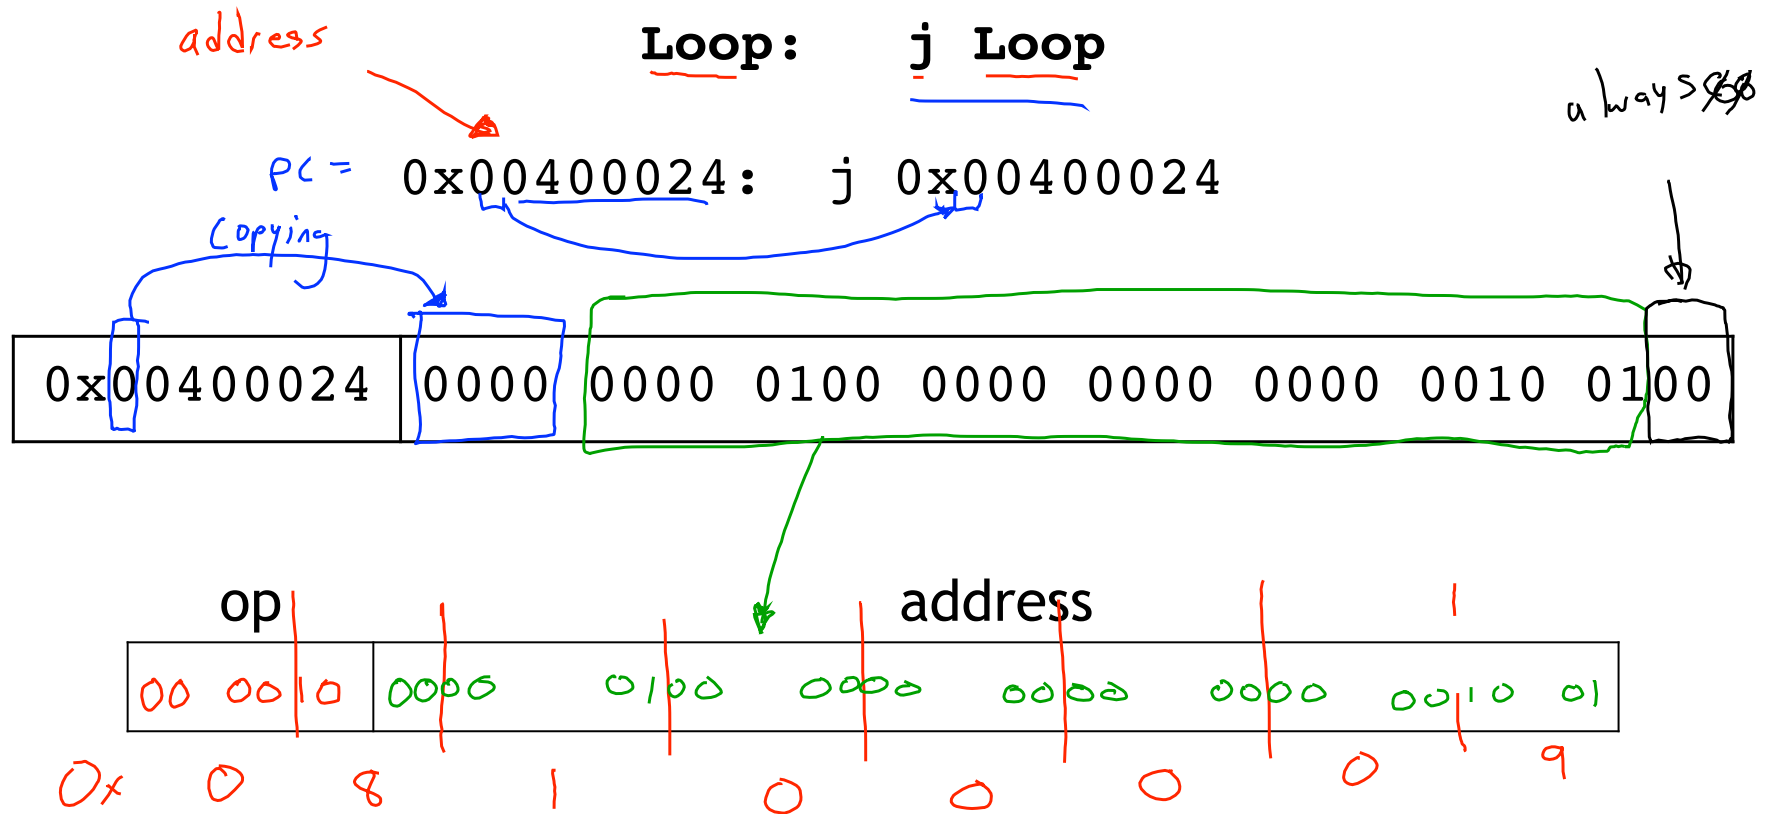 address
Loop: j Loop
always
PC = 0x00400024: j 0x00400024
copying
0x00400024 0000 0000 0100 0000 0000 0000 0010 0100
op address
00 0010 0000 0100 0000 0000 0000 0010 01
0x 0 8 1 0 0 0 0 9